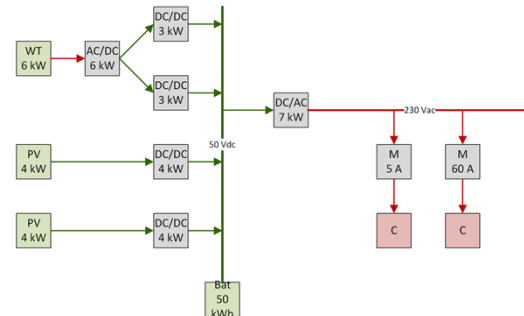 WT
6 kW
AC/DC
6 kW
DC/DC
3 kW
DC/DC
3 kW
PV
4 kW
DC/DC
4 kW
PV
4 kW
DC/DC
4 kW
50 Vdc
Bat
50
kWh
DC/AC
7 kW
230 Vac
M
5 A
M
60 A
C
C